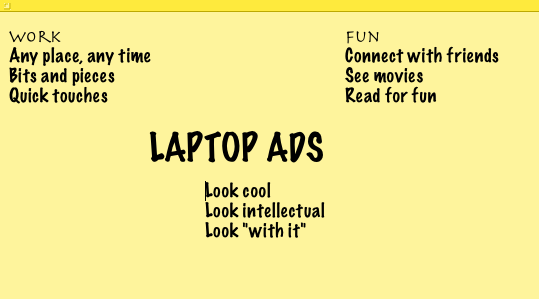 WORK
Any place, any time
Bits and pieces
Quick touches
FUN
Connect with friends
See movies
Read for fun
LAPTOP ADS
Look cool
Look intellectual
Look "with it"